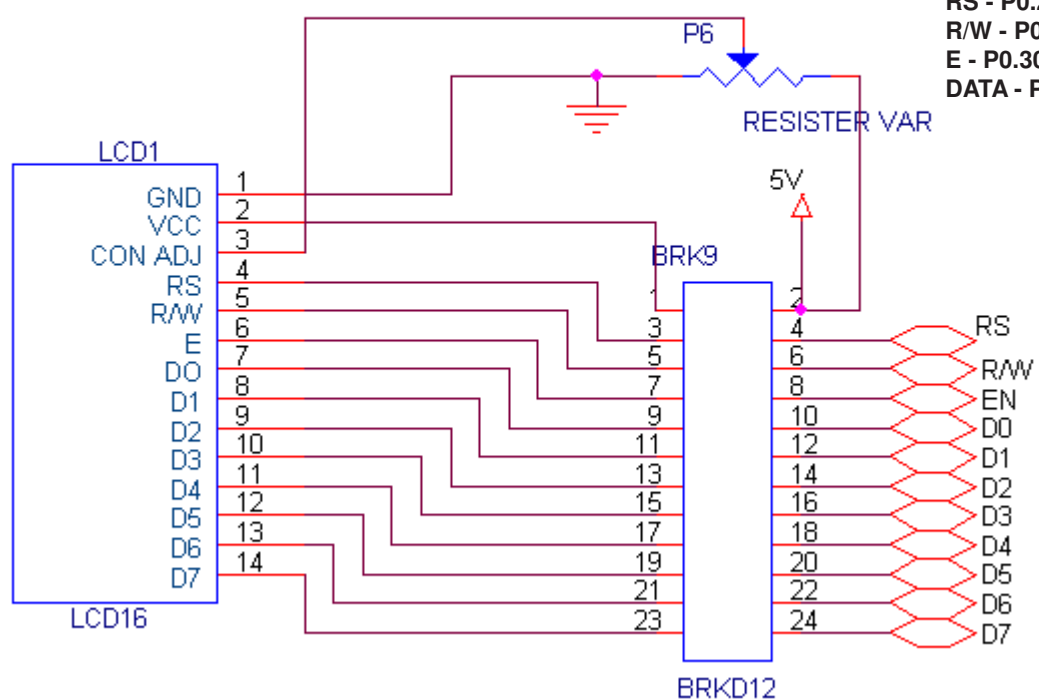 R/W - P0
E - P0.30
DATA - P
P6
RESISTER VAR
LCD1
5V
BRK9
GND 1
VCC 2
CON ADJ 3
RS 4
R/W 5
E 6
DO 7
D1 8
D2 9
D3 10
D4 11
D5 12
D6 13
D7 14
LCD16
2
3 4 RS
5 6 R/W
7 8 EN
9 10 D0
11 12 D1
13 14 D2
15 16 D3
17 18 D4
19 20 D5
21 22 D6
23 24 D7
BRKD12